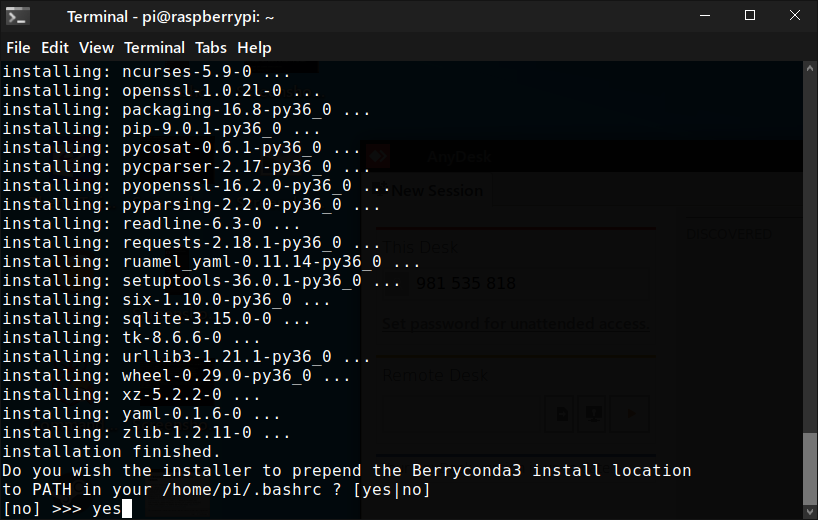 Terminal - pi@raspberrypi: ~
File Edit View Terminal Tabs Help
installing: ncurses-5.9-0 ...
installing: openssl-1.0.2l-0 ...
installing: packaging-16.8-py36_0 ...
installing: pip-9.0.1-py36_0 ...
installing: pycosat-0.6.1-py36_0 ...
installing: pycparser-2.17-py36_0 ...
installing: pyopenssl-16.2.0-py36_0 ...
installing: pyparsing-2.2.0-py36_0 ...
installing: readline-6.3-0 ...
installing: requests-2.18.1-py36_0 ...
installing: ruamel_yaml-0.11.14-py36_0 ...
installing: setuptools-36.0.1-py36_0 ...
installing: six-1.10.0-py36_0 ...
installing: sqlite-3.15.0-0 ...
installing: tk-8.6.6-0 ...
installing: urllib3-1.21.1-py36_0 ...
installing: wheel-0.29.0-py36_0 ...
installing: xz-5.2.2-0 ...
installing: yaml-0.1.6-0 ...
installing: zlib-1.2.11-0 ...
installation finished.
Do you wish the installer to prepend the Berryconda3 install location
to PATH in your /home/pi/.bashrc ? [yes|no]
[no] >>> yes
AnyDesk
New Session
This Desk
981 535 818
Set password for unattended access
Remote Desk
DISCOVERED